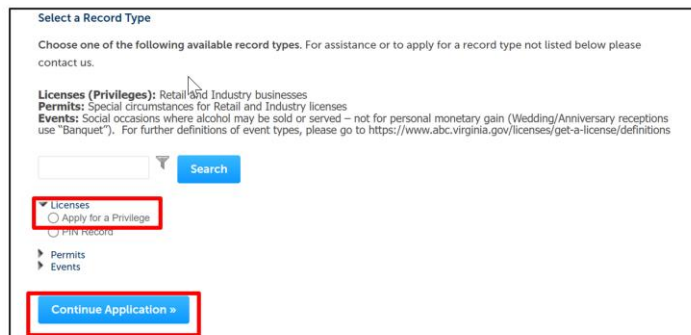 Select a Record Type
Choose one of the following available record types. For assistance or to apply for a record type not listed below please
contact us.
Licenses (Privileges): Retail and Industry businesses
Permits: Special circumstances for Retail and Industry licenses
Events: Social occasions where alcohol may be sold or served – not for personal monetary gain (Wedding/Anniversary receptions
use “Banquet”). For further definitions of event types, please go to https://www.abc.virginia.gov/licenses/get-a-license/definitions
Search
Licenses
Apply for a Privilege
PIN Record
Permits
Events
Continue Application »